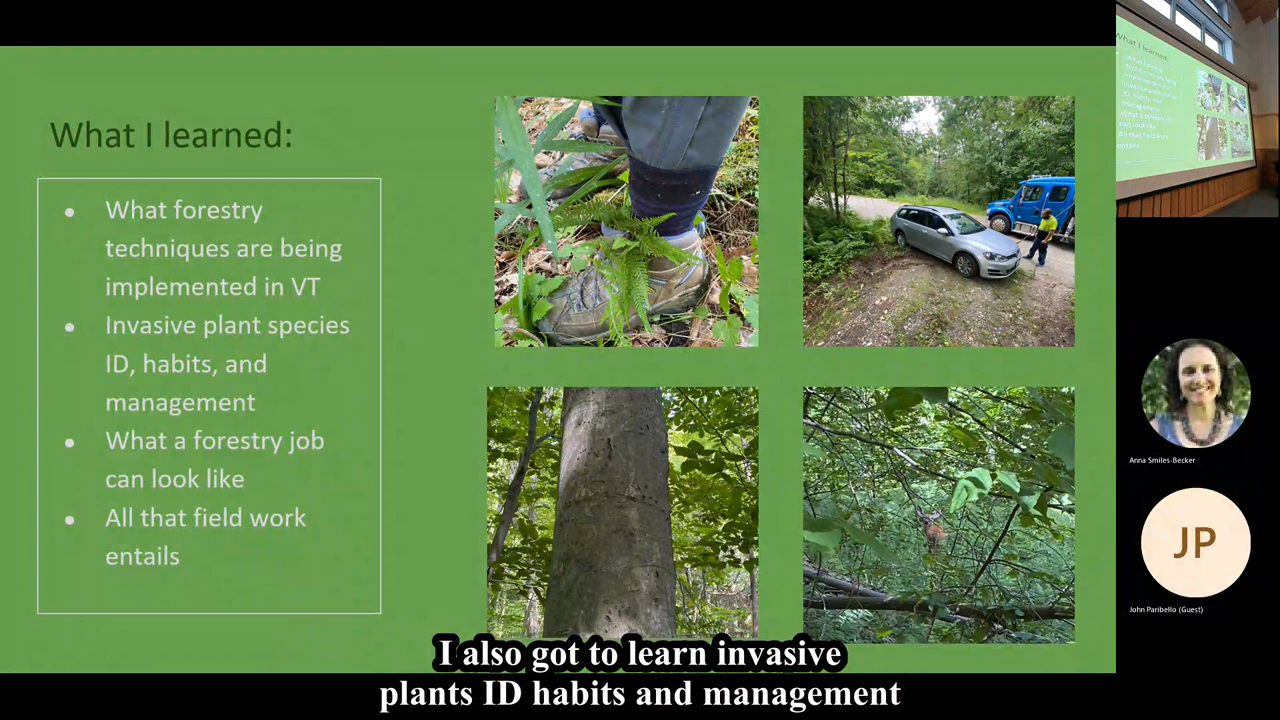 What I learned:
● What forestry
techniques are being
implemented in VT
● Invasive plant species
ID, habits, and
management
● What a forestry job
can look like
● All that field work
entails
I also got to learn invasive
plants ID habits and management
What I learned:
Anna Smiles-Becker
JP
John Paribello (Guest)